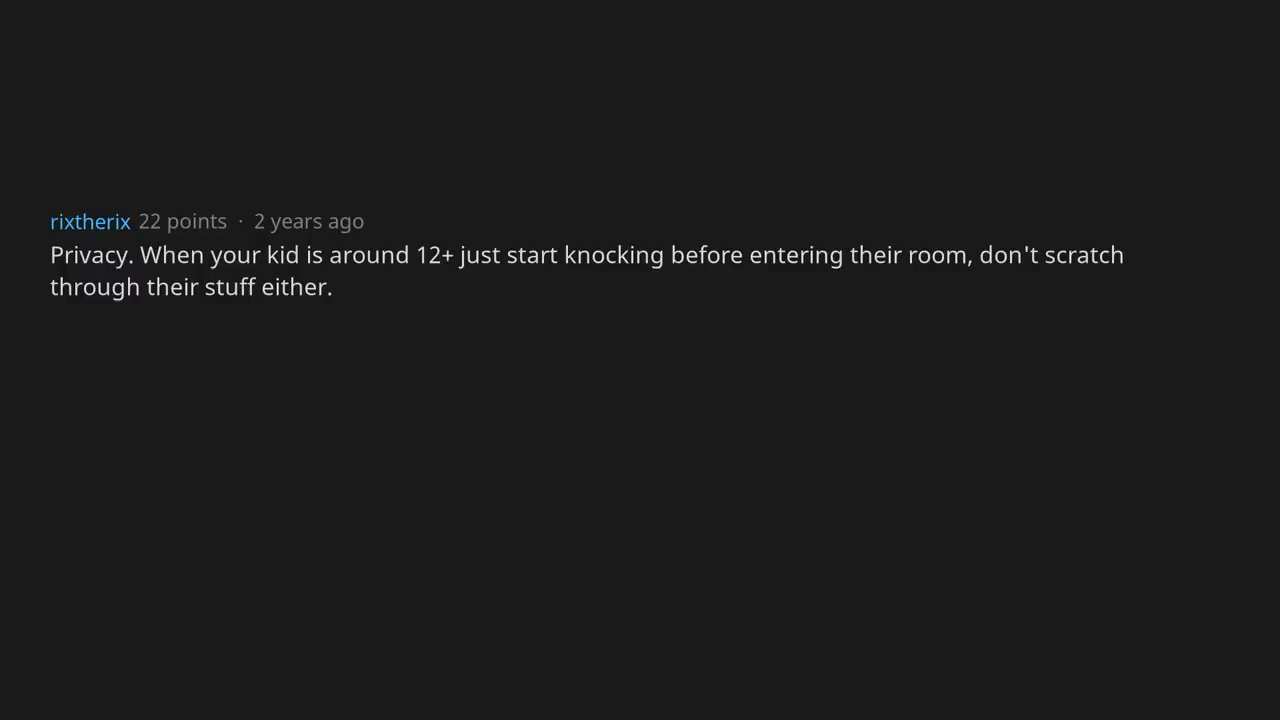 rixtherix 22 points · 2 years ago
Privacy. When your kid is around 12+ just start knocking before entering their room, don't scratch
through their stuff either.